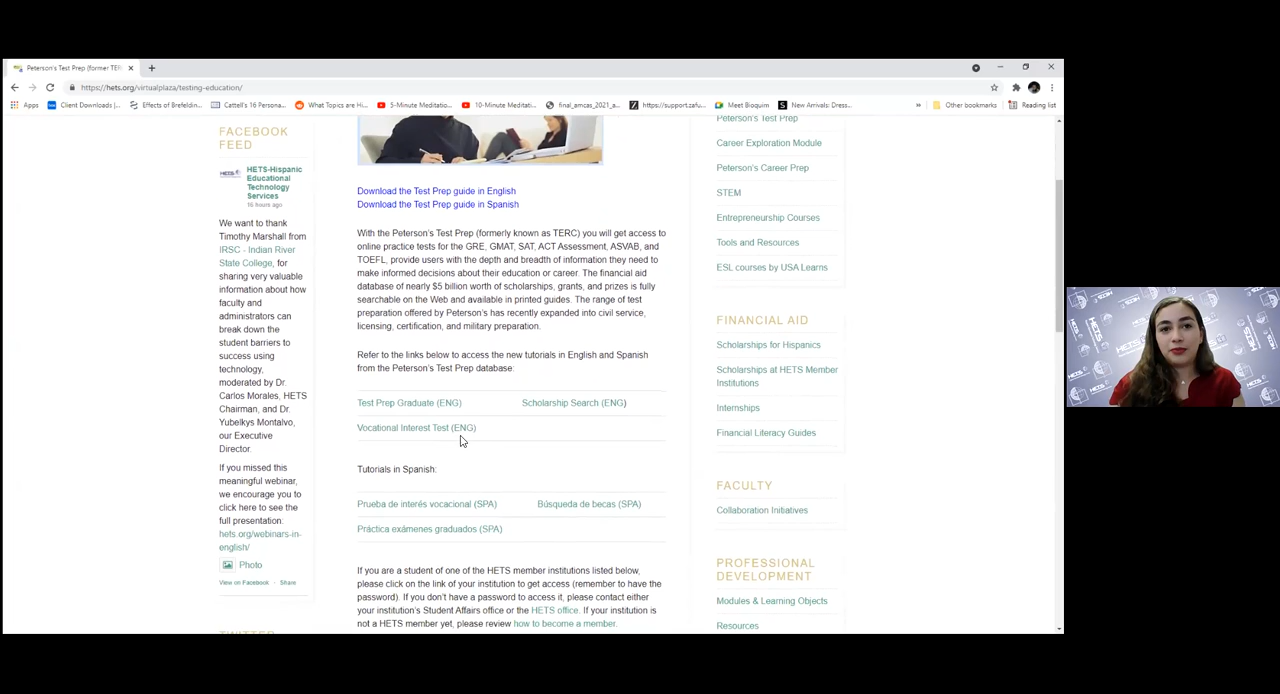 Peterson's Test Prep (former TER
https://hets.org/virtualplaza/testing-education/
Apps
Client Downloads |...
Effects of Brefeldin...
Cattell's 16 Persona...
What Topics are Hi...
5-Minute Meditatio...
10-Minute Meditati...
final_amcas_2021_a...
https://support.zafu...
Meet Bioquim
New Arrivals: Dress...
»
Other bookmarks
Reading list
FACEBOOK
FEED
HETS-Hispanic
Educational
Technology
Services
16 hours ago
We want to thank
Timothy Marshall from
IRSC - Indian River
State College, for
sharing very valuable
information about how
faculty and
administrators can
break down the
student barriers to
success using
technology,
moderated by Dr.
Carlos Morales, HETS
Chairman, and Dr.
Yubelkys Montalvo,
our Executive
Director.
If you missed this
meaningful webinar,
we encourage you to
click here to see the
full presentation:
hets.org/webinars-in-
english/
Photo
View on Facebook · Share
TWITTER
Download the Test Prep guide in English
Download the Test Prep guide in Spanish
With the Peterson's Test Prep (formerly known as TERC) you will get access to
online practice tests for the GRE, GMAT, SAT, ACT Assessment, ASVAB, and
TOEFL, provide users with the depth and breadth of information they need to
make informed decisions about their education or career. The financial aid
database of nearly $5 billion worth of scholarships, grants, and prizes is fully
searchable on the Web and available in printed guides. The range of test
preparation offered by Peterson's has recently expanded into civil service,
licensing, certification, and military preparation.
Refer to the links below to access the new tutorials in English and Spanish
from the Peterson's Test Prep database:
Test Prep Graduate (ENG) Scholarship Search (ENG)
Vocational Interest Test (ENG)
Tutorials in Spanish:
Prueba de interés vocacional (SPA) Búsqueda de becas (SPA)
Práctica exámenes graduados (SPA)
If you are a student of one of the HETS member institutions listed below,
please click on the link of your institution to get access (remember to have the
password). If you don't have a password to access it, please contact either
your institution's Student Affairs office or the HETS office. If your institution is
not a HETS member yet, please review how to become a member.
Peterson's Test Prep
Career Exploration Module
Peterson's Career Prep
STEM
Entrepreneurship Courses
Tools and Resources
ESL courses by USA Learns
FINANCIAL AID
Scholarships for Hispanics
Scholarships at HETS Member
Institutions
Internships
Financial Literacy Guides
FACULTY
Collaboration Initiatives
PROFESSIONAL
DEVELOPMENT
Modules & Learning Objects
Resources